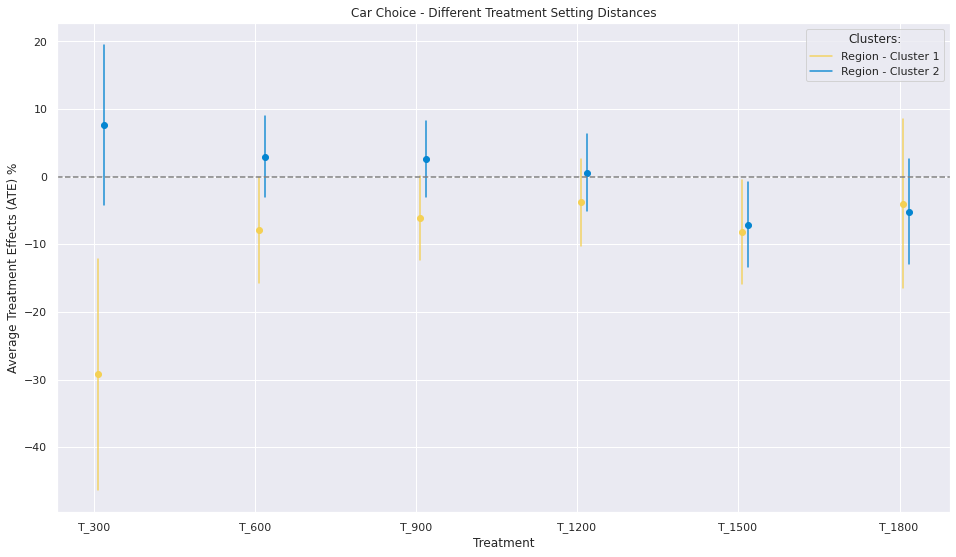 Car Choice - Different Treatment Setting Distances
Clusters:
Region - Cluster 1
Region - Cluster 2
Average Treatment Effects (ATE) %
20
10
0
−10
−20
−30
−40
T_300 T_600 T_900 T_1200 T_1500 T_1800
Treatment